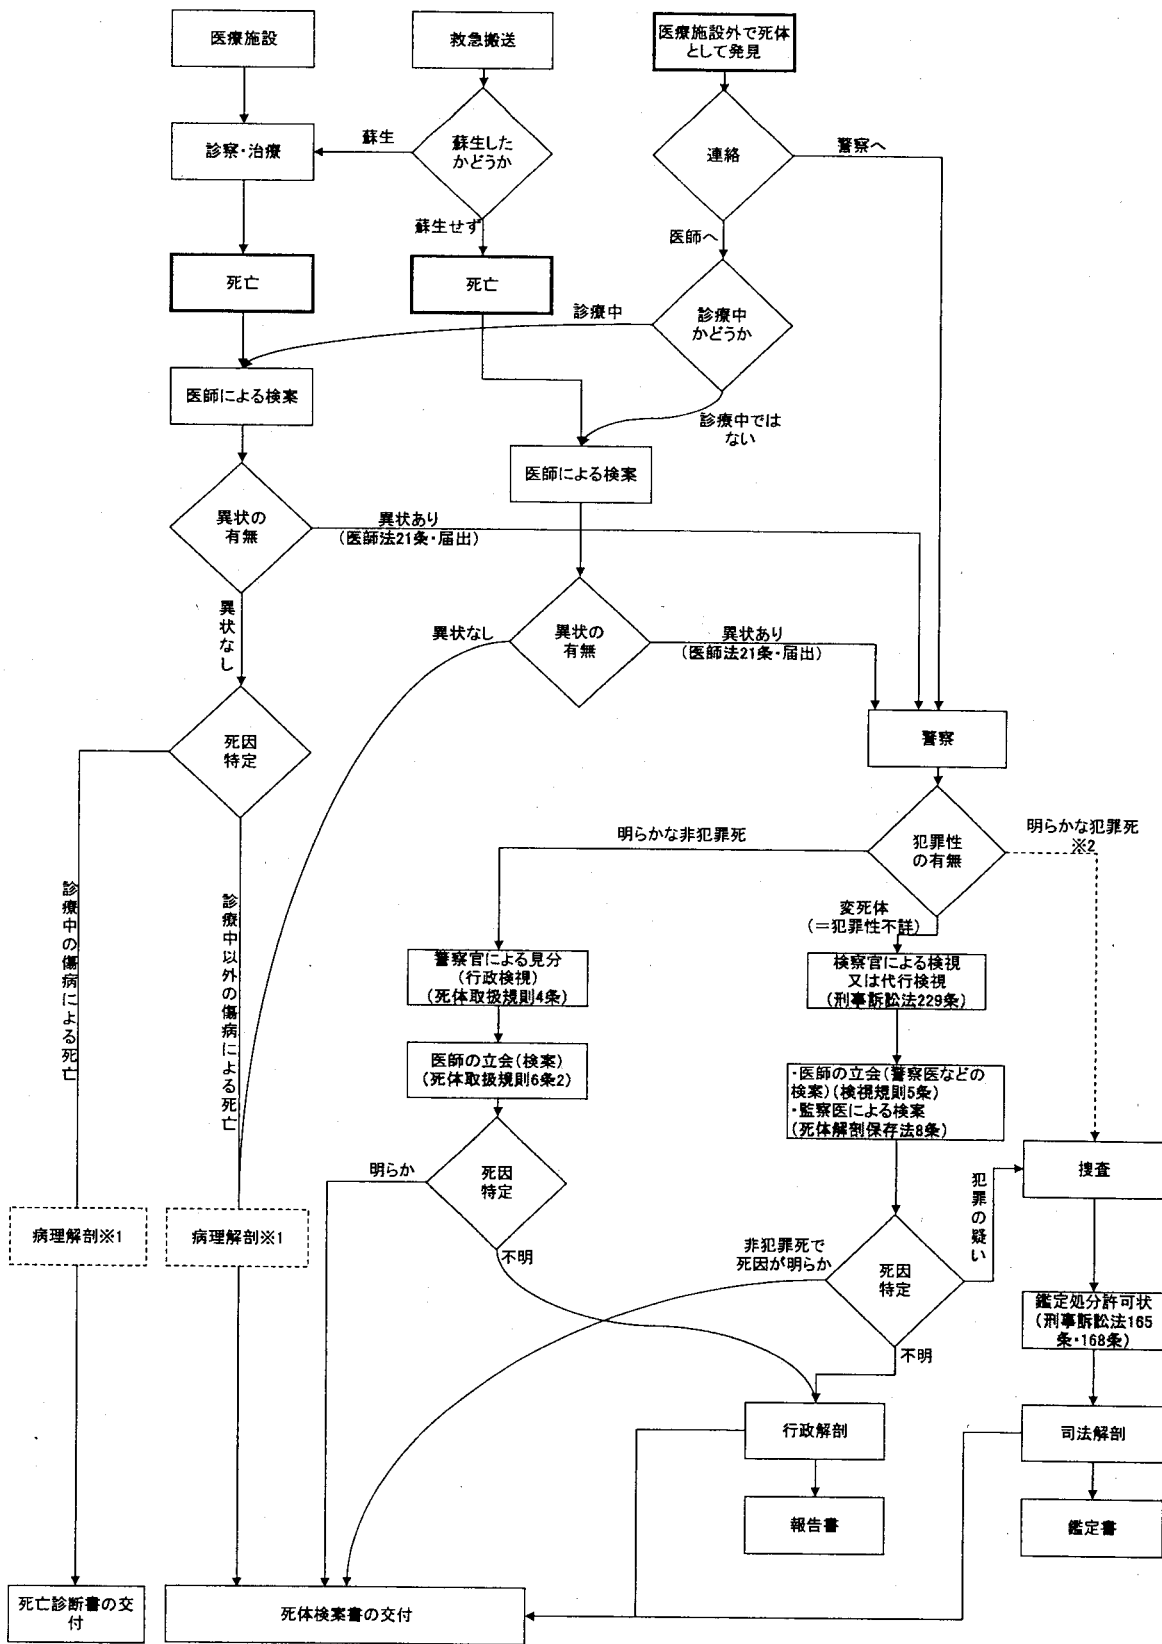 医療施設
救急搬送
医療施設外で死体
として発見
診察・治療
蘇生
蘇生した
かどうか
連絡
警察へ
蘇生せず
医師へ
死亡
死亡
診療中
診療中
かどうか
医師による検案
診療中では
ない
医師による検案
異状の
有無
異状あり
(医師法21条・届出)
異状なし
異状なし
異状の
有無
異状あり
(医師法21条・届出)
死因
特定
警察
明らかな非犯罪死
犯罪性
の有無
明らかな犯罪死
※2
診療中の傷病による死亡
診療中以外の傷病による死亡
変死体
(=犯罪性不詳)
警察官による見分
(行政検視)
(死体取扱規則4条)
検察官による検視
又は代行検視
(刑事訴訟法229条)
医師の立会(検案)
(死体取扱規則6条2)
・医師の立会(警察医などの
検案)(検視規則5条)
・監察医による検案
(死体解剖保存法8条)
明らか
死因
特定
捜査
犯罪の疑い
病理解剖※1
病理解剖※1
不明
非犯罪死で
死因が明らか
死因
特定
鑑定処分許可状
(刑事訴訟法165
条・168条)
不明
行政解剖
司法解剖
報告書
鑑定書
死亡診断書の交
付
死体検案書の交付